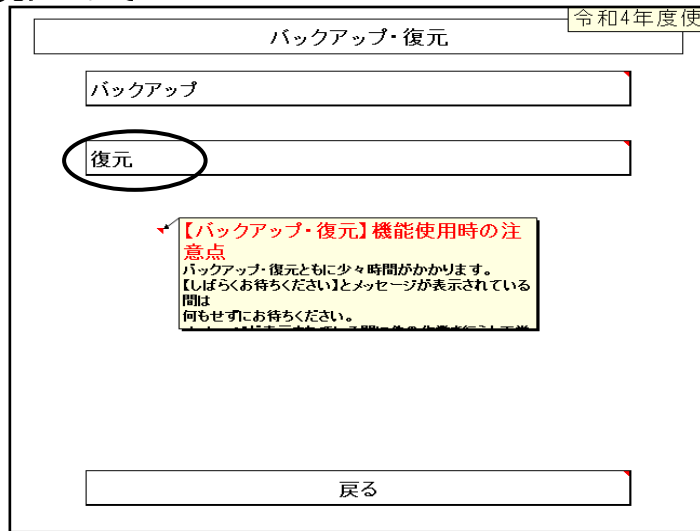 令和4年度使
バックアップ・復元
バックアップ
復元
【バックアップ・復元】機能使用時の注
意点
バックアップ・復元ともに少々時間がかかります。
【しばらくお待ちください】とメッセージが表示されている
間は
何もせずにお待ちください。
戻る